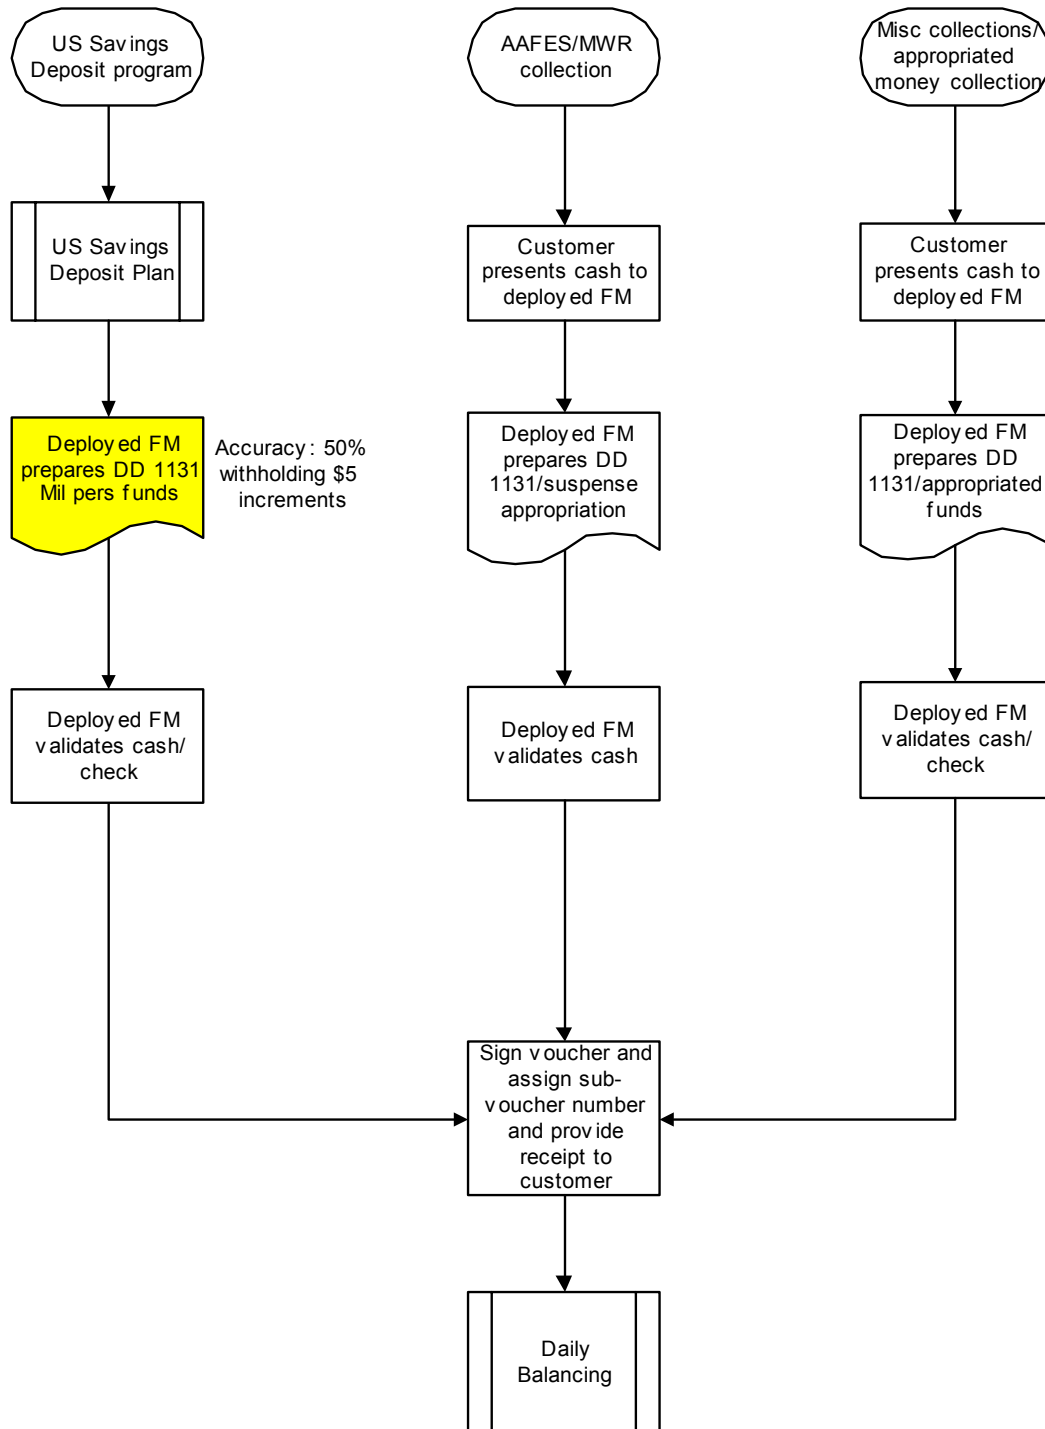 US Savings
Deposit program
AAFES/MWR
collection
Misc collections/
appropriated
money collection
US Savings
Deposit Plan
Customer
presents cash to
deployed FM
Customer
presents cash to
deployed FM
Deployed FM
prepares DD 1131
Mil pers funds
Accuracy: 50%
withholding $5
increments
Deployed FM
prepares DD
1131/suspense
appropriation
Deployed FM
prepares DD
1131/appropriated
funds
Deployed FM
validates cash/
check
Deployed FM
validates cash
Deployed FM
validates cash/
check
Sign voucher and
assign sub-
voucher number
and provide
receipt to
customer
Daily
Balancing